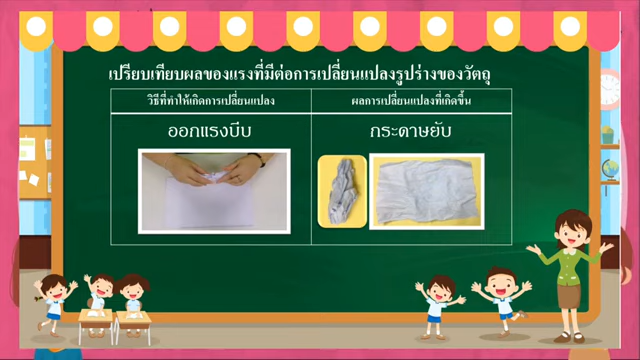 เปรียบเทียบผลของแรงที่มีต่อการเปลี่ยนแปลงรูปร่างของวัตถุ
วิธีที่ทำให้เกิดการเปลี่ยนแปลง
ผลการเปลี่ยนแปลงที่เกิดขึ้น
ออกแรงบีบ
กระดาษยับ